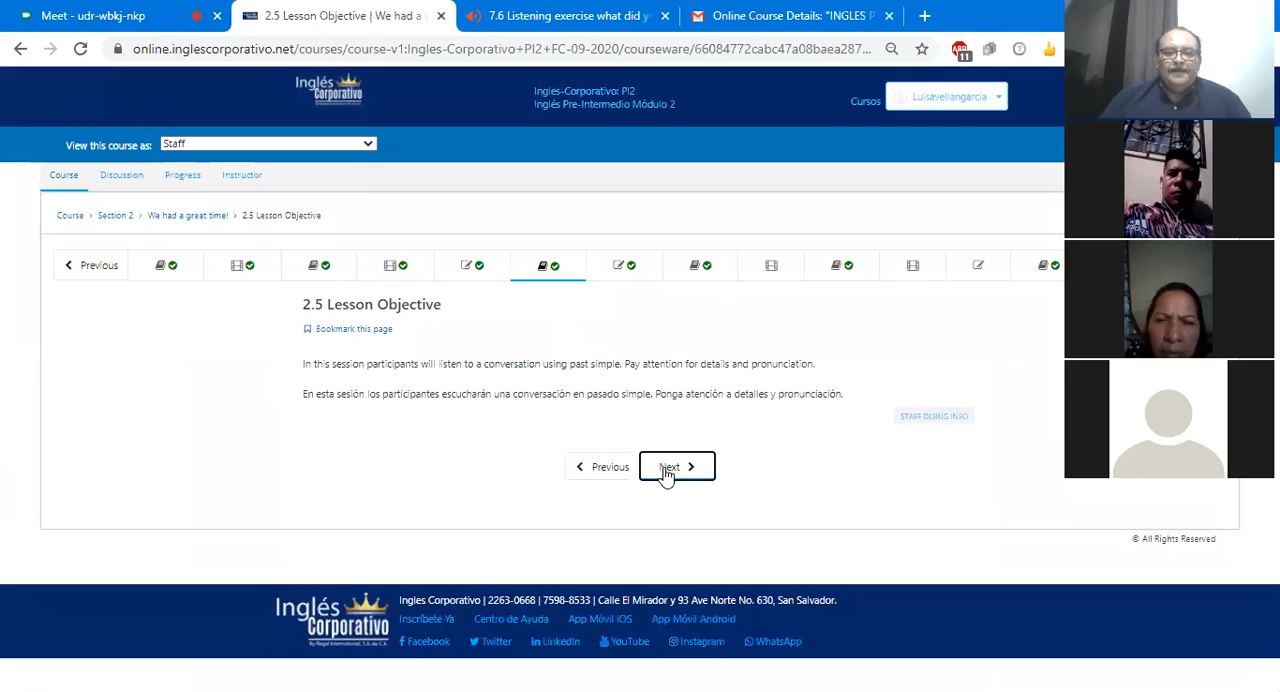 Meet - udr-wbkj-nkp
2.5 Lesson Objective | We had a
7.6 Listening exercise what did y
Online Course Details: "INGLES P
online.inglescorporativo.net/courses/course-v1:Ingles-Corporativo+PI2+FC-09-2020/courseware/66084772cabc47a08baea287...
ABP
11
Inglés
Corporativo
Ingles-Corporativo: PI2
Inglés Pre-Intermedio Módulo 2
Cursos
Luisavellangarcia
View this course as:
Staff
Course
Discussion
Progress
Instructor
Course > Section 2 > We had a great time! > 2.5 Lesson Objective
Previous
2.5 Lesson Objective
Bookmark this page
In this session participants will listen to a conversation using past simple. Pay attention for details and pronunciation.
En esta sesión los participantes escucharán una conversación en pasado simple. Ponga atención a detalles y pronunciación.
STAFF DEBUG INFO
Previous
Next
© All Rights Reserved
Inglés
Corporativo
by Regal International, S.A. de C.V.
Ingles Corporativo | 2263-0668 | 7598-8533 | Calle El Mirador y 93 Ave Norte No. 630, San Salvador.
Inscríbete Ya
Centro de Ayuda
App Móvil iOS
App Móvil Android
Facebook
Twitter
LinkedIn
YouTube
Instagram
WhatsApp